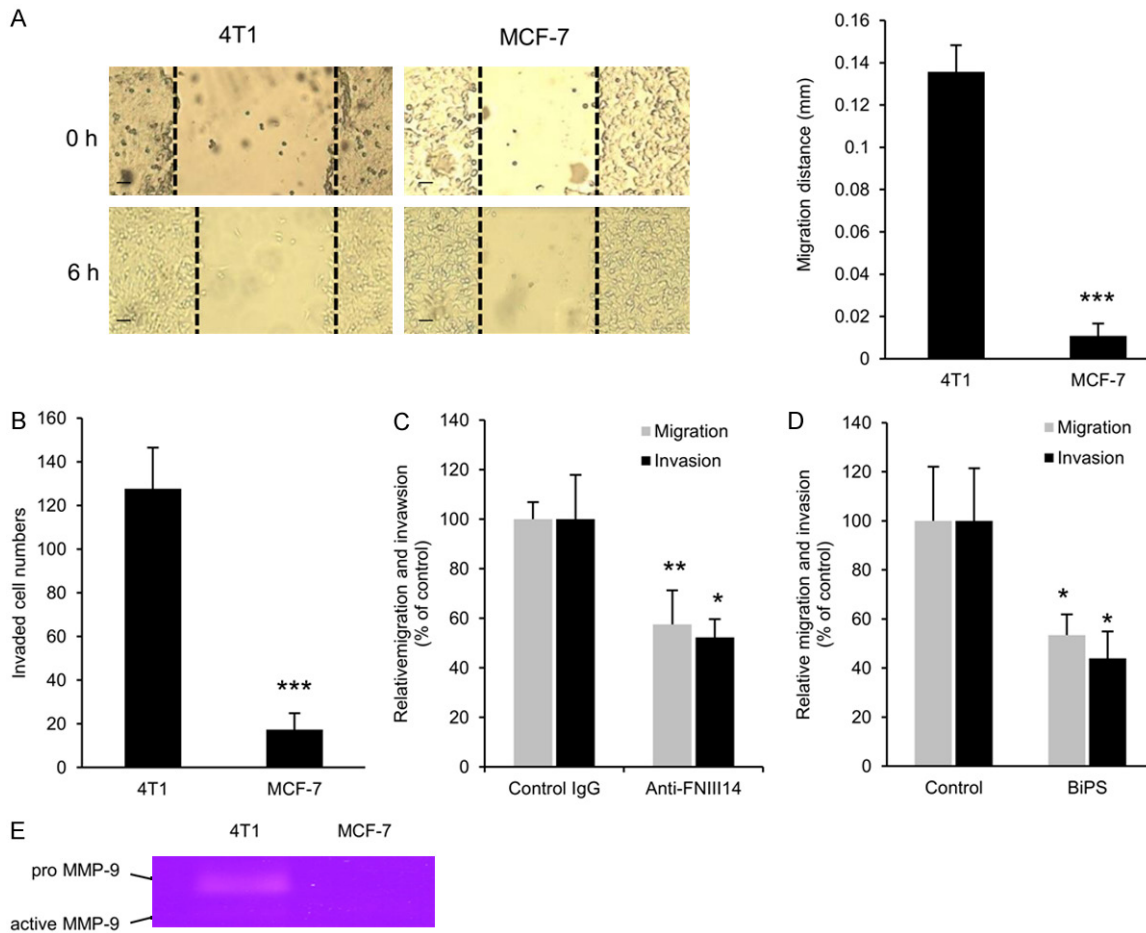 A
4T1
MCF-7
0 h
6 h
Migration distance (mm)
0.16
0.14
0.12
0.1
0.08
0.06
0.04
0.02
0
***
4T1
MCF-7
B
Invaded cell numbers
160
140
120
100
80
60
40
20
0
***
4T1
MCF-7
C
Relativemigration and invawsion
(% of control)
140
120
100
80
60
40
20
0
Migration
Invasion
**
*
Control IgG
Anti-FNIII14
D
Relative migration and invasion
(% of control)
140
120
100
80
60
40
20
0
Migration
Invasion
*
*
Control
BiPS
E
4T1
MCF-7
pro MMP-9
active MMP-9